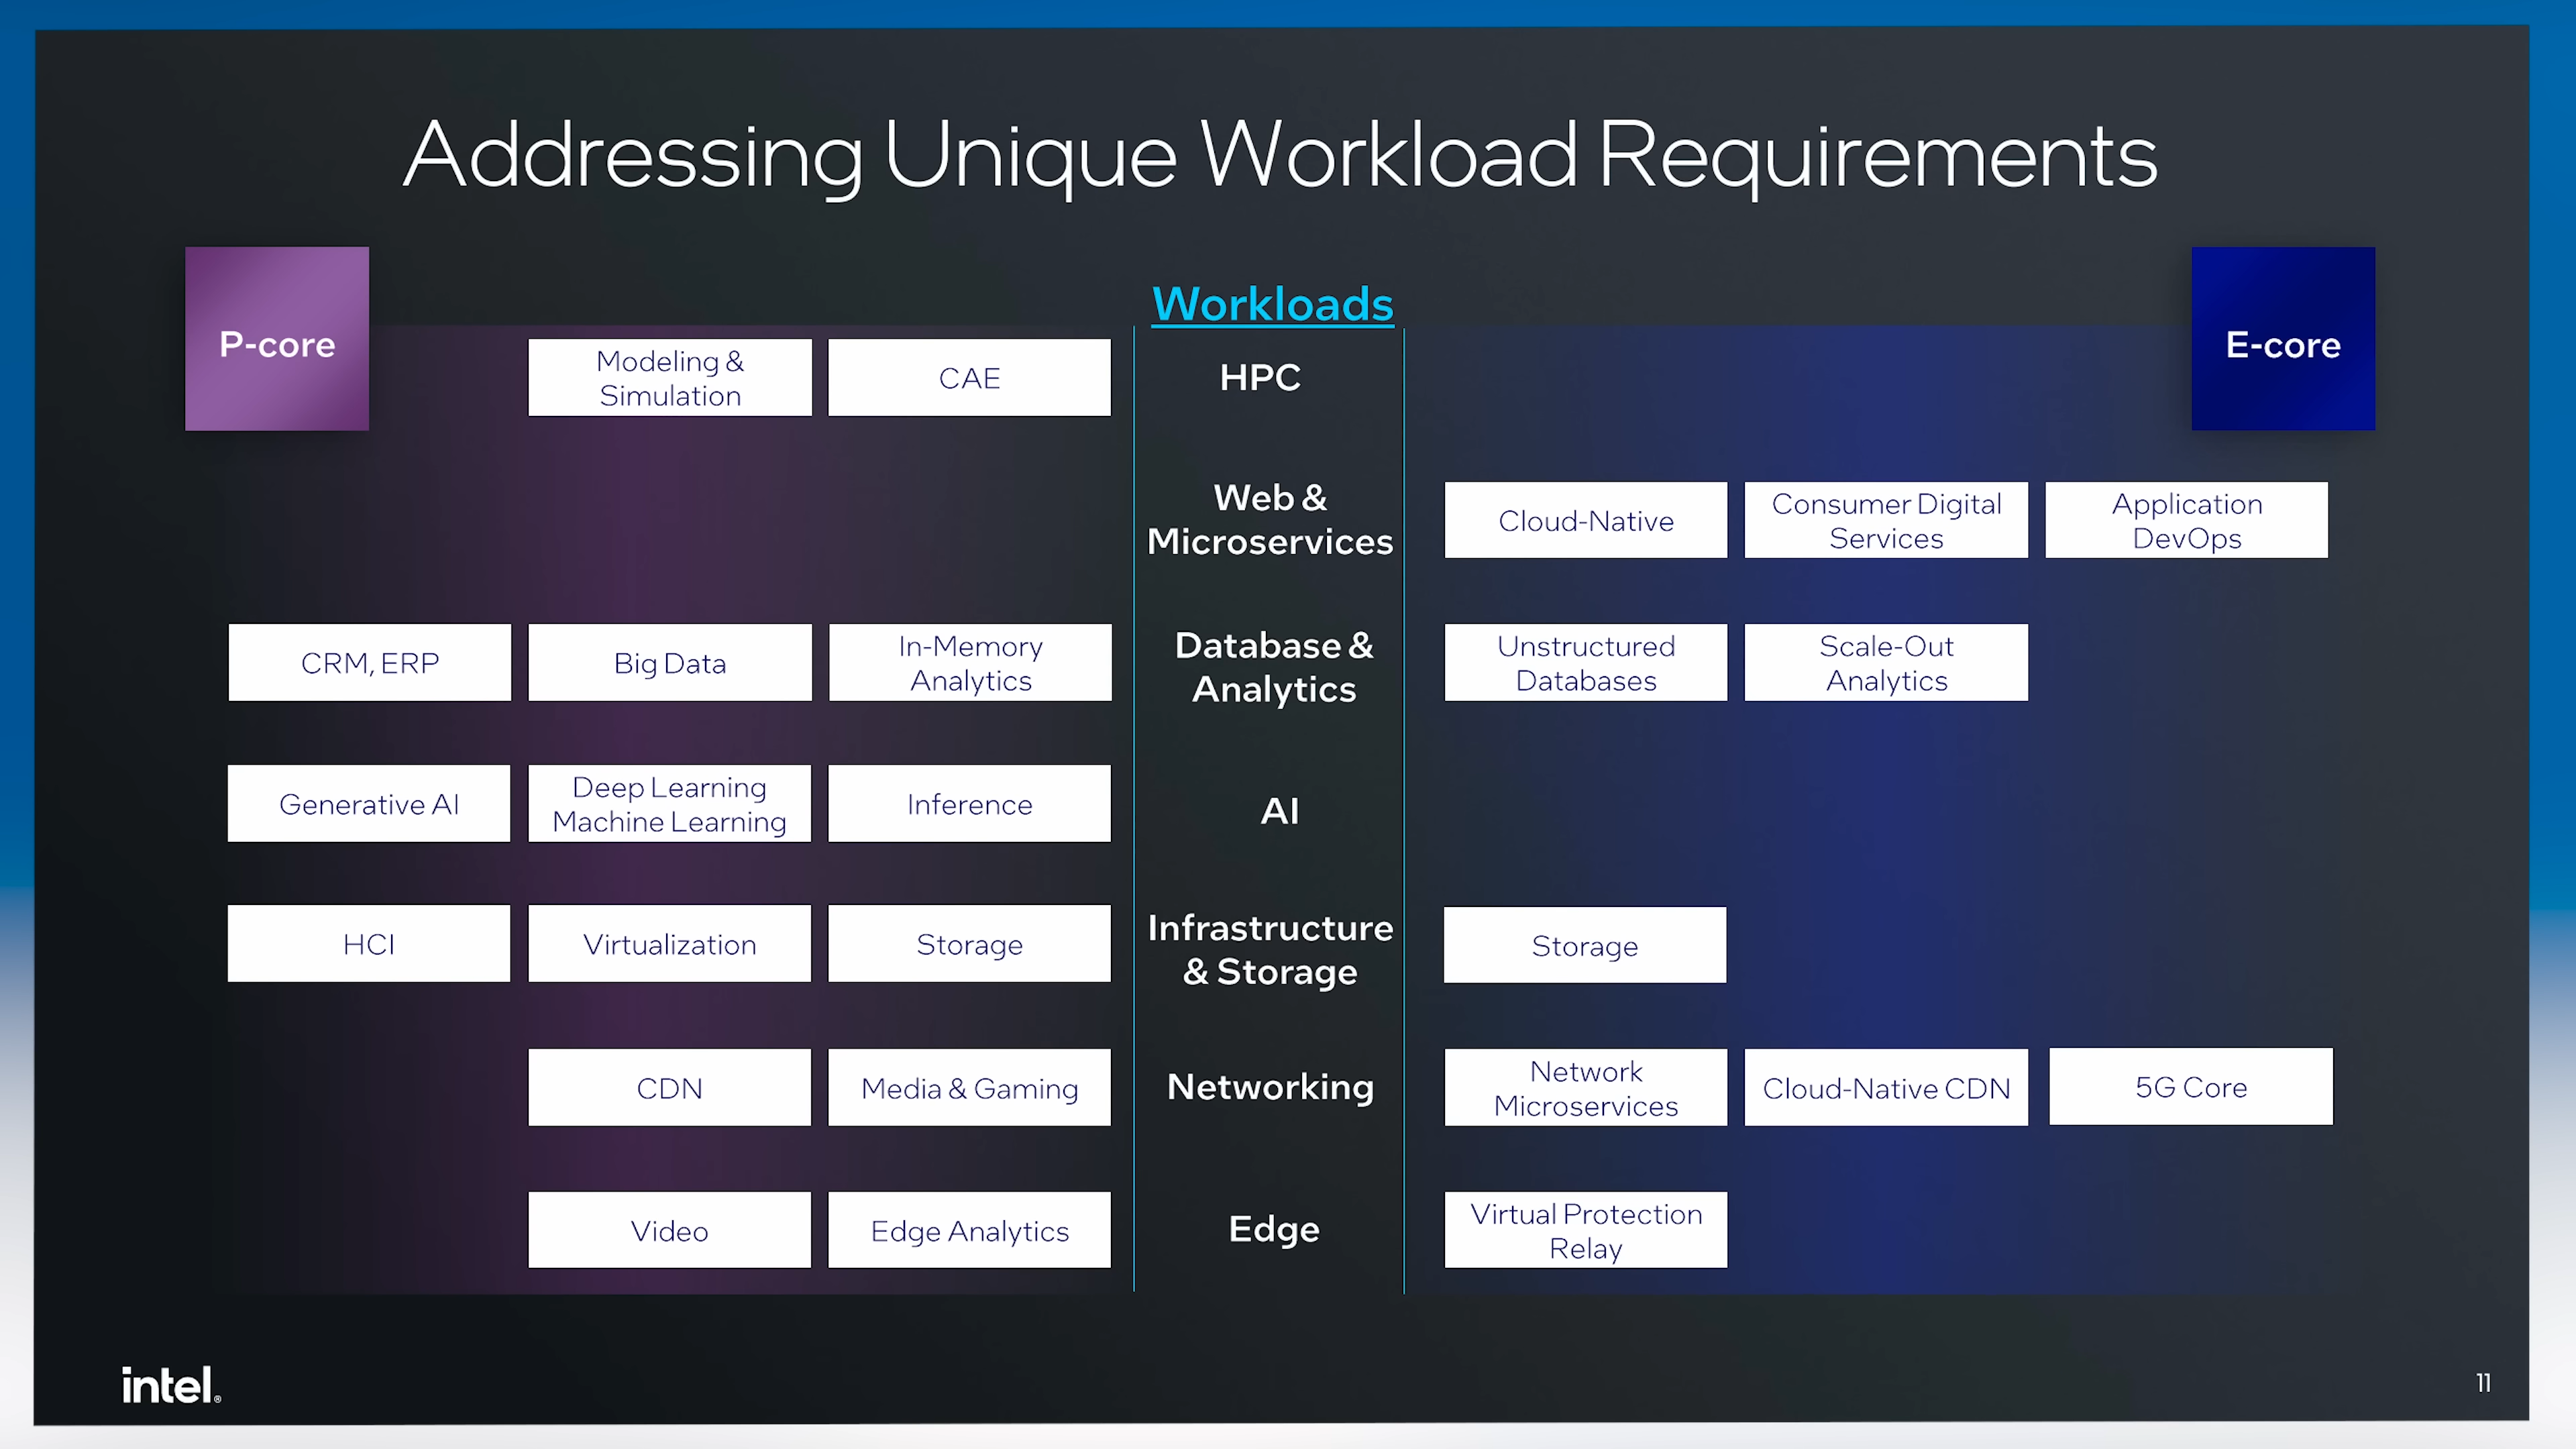 Addressing Unique Workload Requirements
P-core
Workloads
E-core
Modeling &
Simulation
CAE
HPC
Web &
Microservices
Cloud-Native
Consumer Digital
Services
Application
DevOps
CRM, ERP
Big Data
In-Memory
Analytics
Database &
Analytics
Unstructured
Databases
Scale-Out
Analytics
Generative AI
Deep Learning
Machine Learning
Inference
AI
HCI
Virtualization
Storage
Infrastructure
& Storage
Storage
CDN
Media & Gaming
Networking
Network
Microservices
Cloud-Native CDN
5G Core
Video
Edge Analytics
Edge
Virtual Protection
Relay
intel®
11